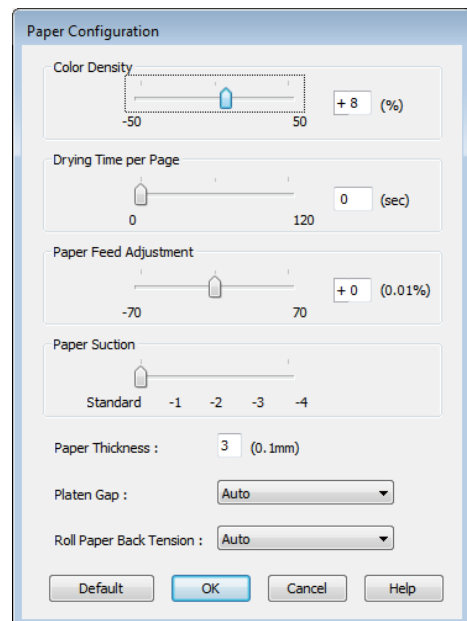 Paper Configuration
Color Density
-50 50 +8 (%)
Drying Time per Page
0 120 0 (sec)
Paper Feed Adjustment
-70 70 +0 (0.01%)
Paper Suction
Standard -1 -2 -3 -4
Paper Thickness : 3 (0.1mm)
Platen Gap : Auto
Roll Paper Back Tension : Auto
Default OK Cancel Help